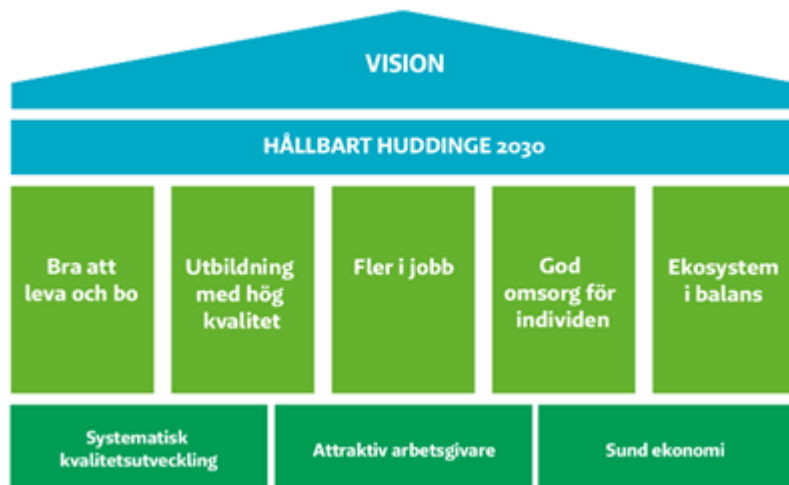 VISION
HÅLLBART HUDDINGE 2030
Bra att
leva och bo
Utbildning
med hög
kvalitet
Fler i jobb
God
omsorg för
individen
Ekosystem
i balans
Systematisk
kvalitetsutveckling
Attraktiv arbetsgivare
Sund ekonomi